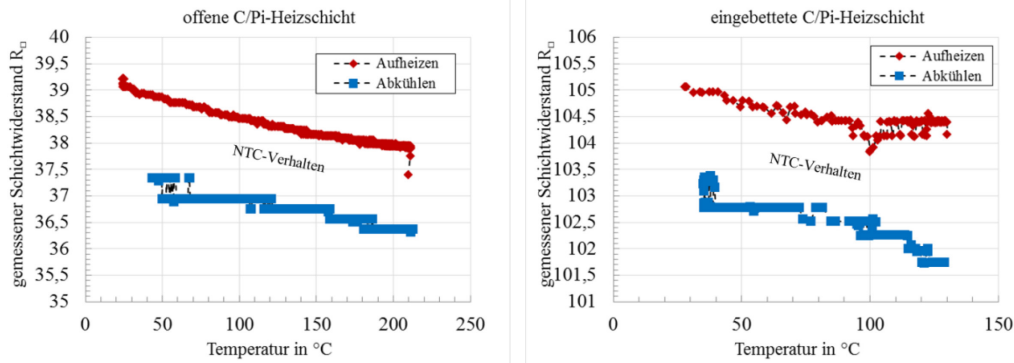 offene C/Pi-Heizschicht
gemessener Schichtwiderstand R□
40
39,5
39
38,5
38
37,5
37
36,5
36
35,5
35
Aufheizen
Abkühlen
NTC-Verhalten
0 50 100 150 200 250
Temperatur in °C
eingebettete C/Pi-Heizschicht
gemessener Schichtwiderstand R□
106
105,5
105
104,5
104
103,5
103
102,5
102
101,5
101
Aufheizen
Abkühlen
NTC-Verhalten
0 50 100 150
Temperatur in °C